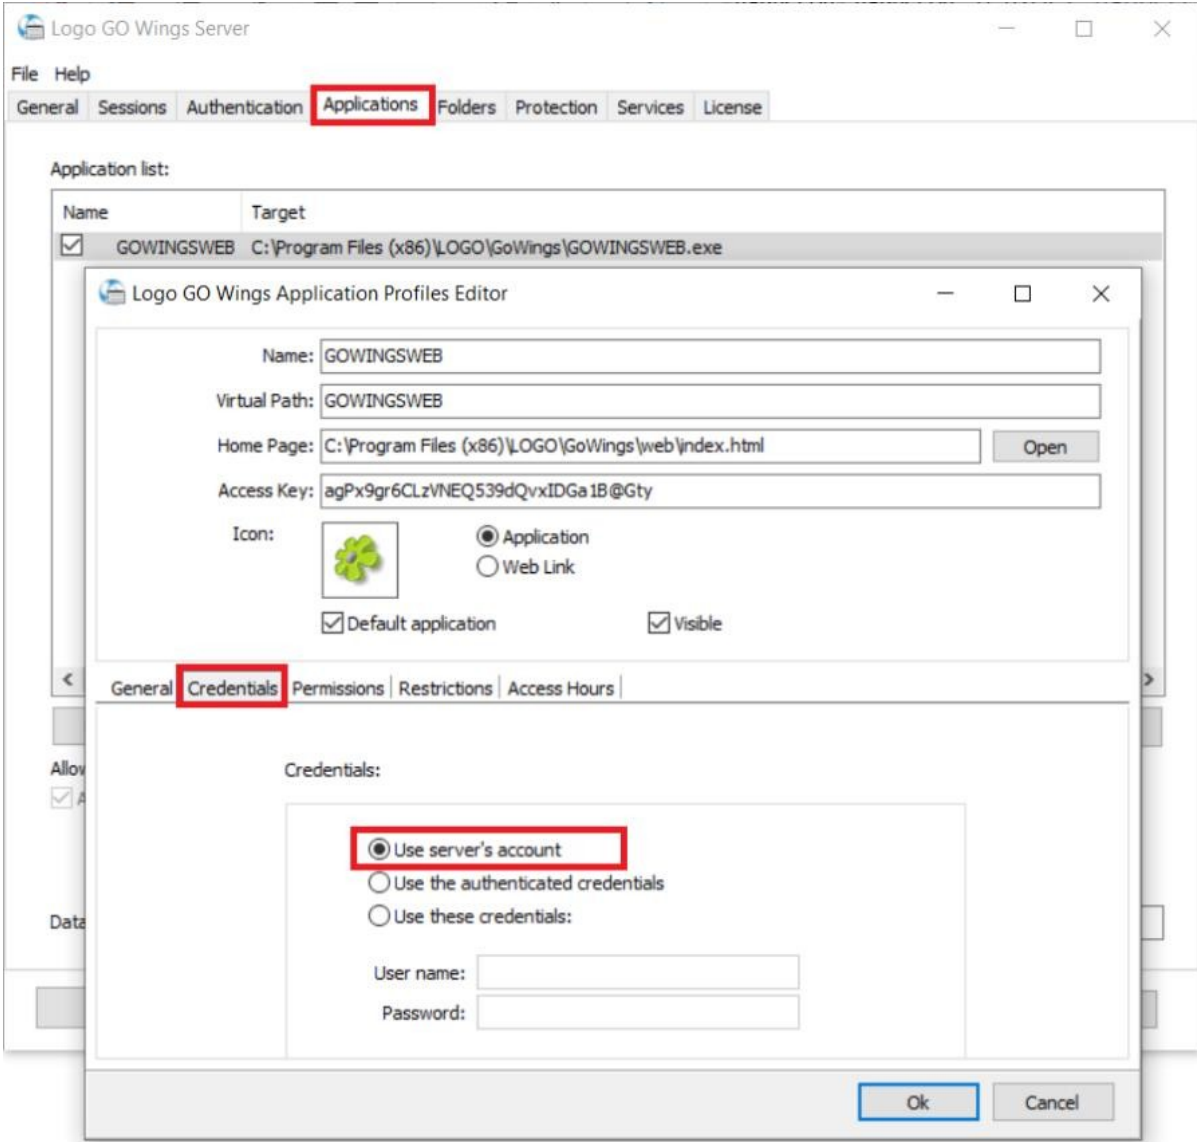 Logo GO Wings Server
File Help
General Sessions Authentication Applications Folders Protection Services License
Application list:
Name Target
GOWINGSWEB C:\Program Files (x86)\LOGO\GoWings\GOWINGSWEB.exe
Logo GO Wings Application Profiles Editor
Name: GOWINGSWEB
Virtual Path: GOWINGSWEB
Home Page: C:\Program Files (x86)\LOGO\GoWings\web\index.html Open
Access Key: agPx9gr6CLzVNEQ539dQvxIDGa1B@Gty
Icon: Application
Web Link
Default application Visible
General Credentials Permissions Restrictions Access Hours
Credentials:
Use server's account
Use the authenticated credentials
Use these credentials:
User name:
Password:
Ok Cancel